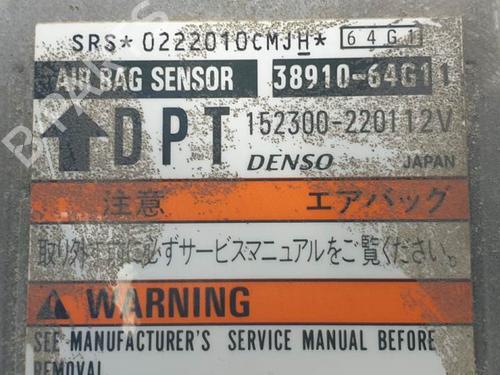 SRS*0222010CMJH* 64G1
AIR BAG SENSOR 38910-64G11
DPT 152300-2201 12V
DENSO JAPAN
注意 エアバッグ
取り外す前に必ずサービスマニュアルをご覧ください。
WARNING
SEE MANUFACTURER'S SERVICE MANUAL BEFORE
REMOVAL